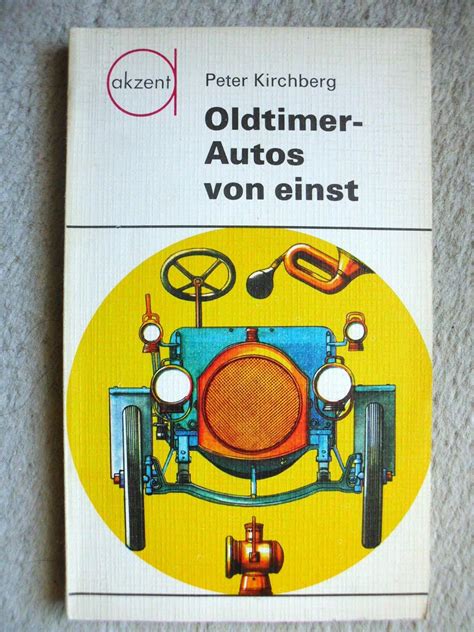 akzent
Peter Kirchberg
Oldtimer-
Autos
von einst